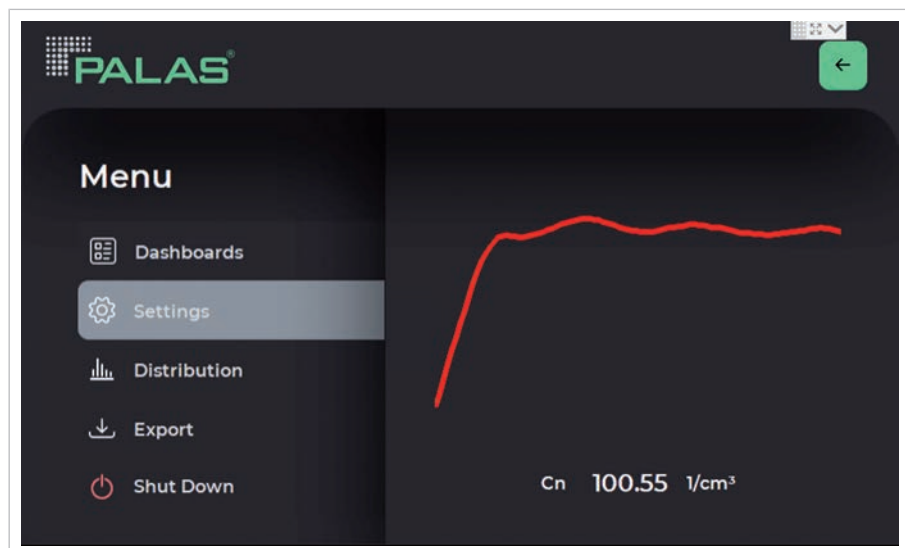 PALAS®
Menu
Dashboards
Settings
Distribution
Export
Shut Down
Cn 100.55 1/cm³